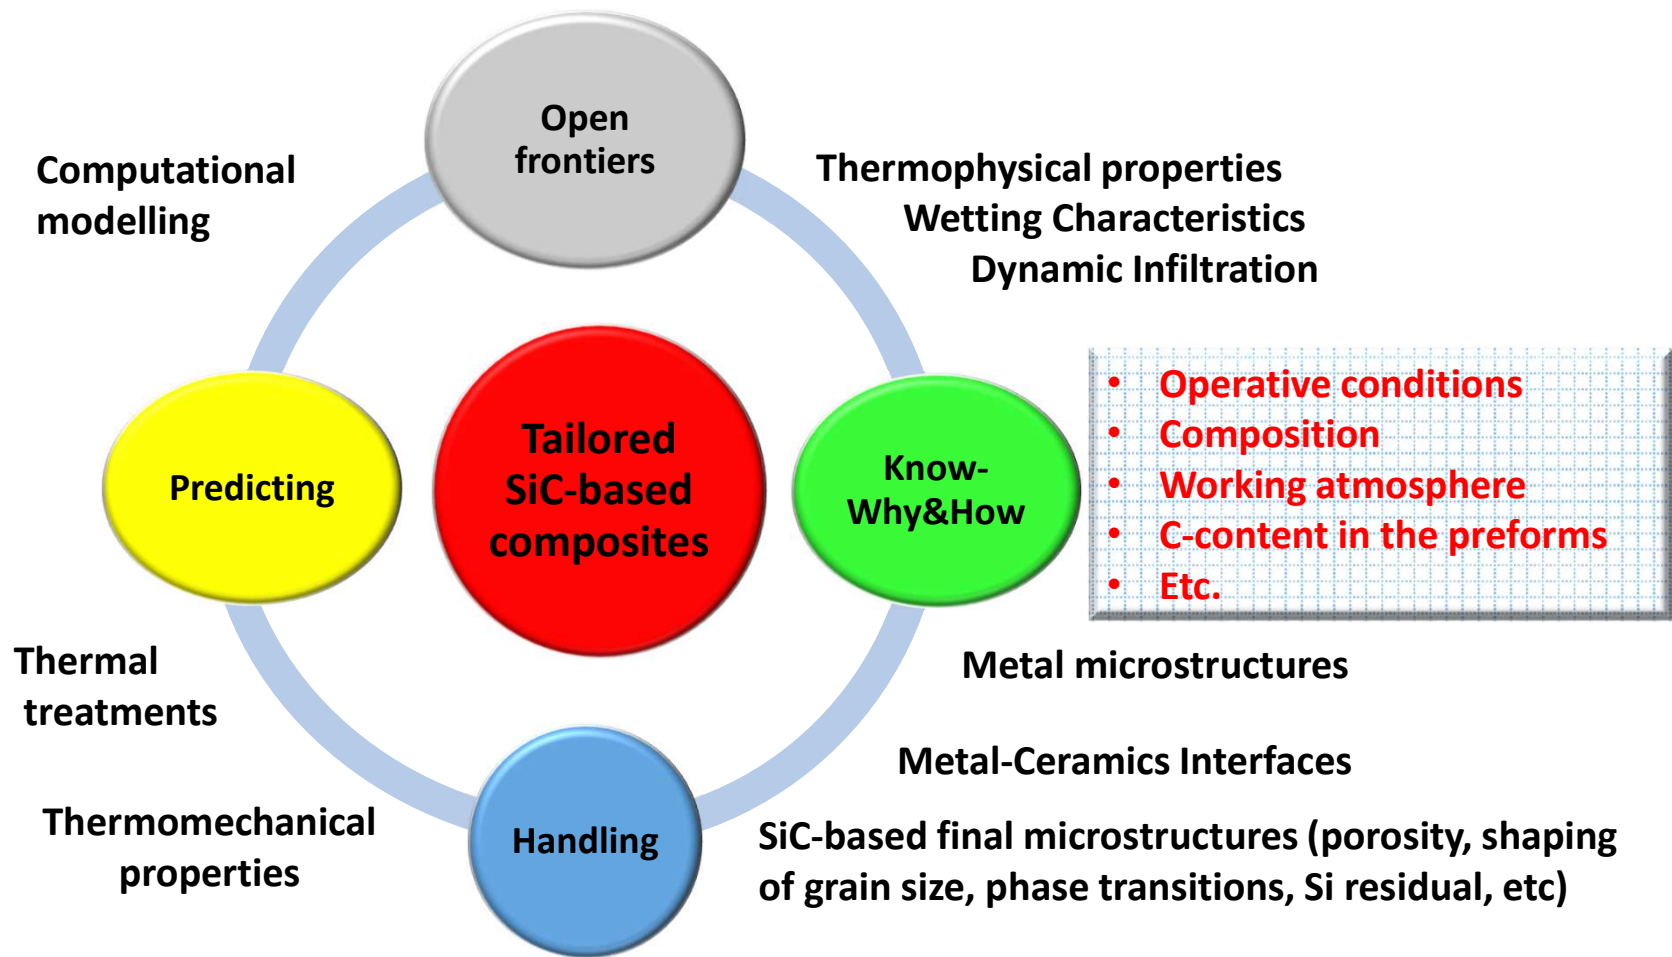 Open
frontiers
Computational
modelling
Thermophysical properties
Wetting Characteristics
Dynamic Infiltration
Predicting
Tailored
SiC-based
composites
Know-
Why&How
• Operative conditions
• Composition
• Working atmosphere
• C-content in the preforms
• Etc.
Thermal
treatments
Metal microstructures
Metal-Ceramics Interfaces
Thermomechanical
properties
Handling
SiC-based final microstructures (porosity, shaping
of grain size, phase transitions, Si residual, etc)